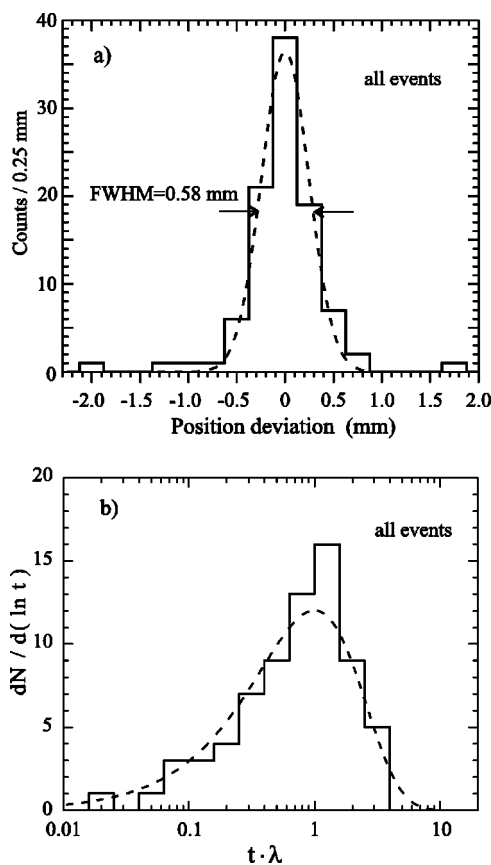 a)
all events
FWHM=0.58 mm
Counts / 0.25 mm
40
30
20
10
0
-2.0 -1.5 -1.0 -0.5 0 0.5 1.0 1.5 2.0
Position deviation (mm)
b)
all events
dN / d( ln t )
20
15
10
5
0
0.01 0.1 1 10
t·λ